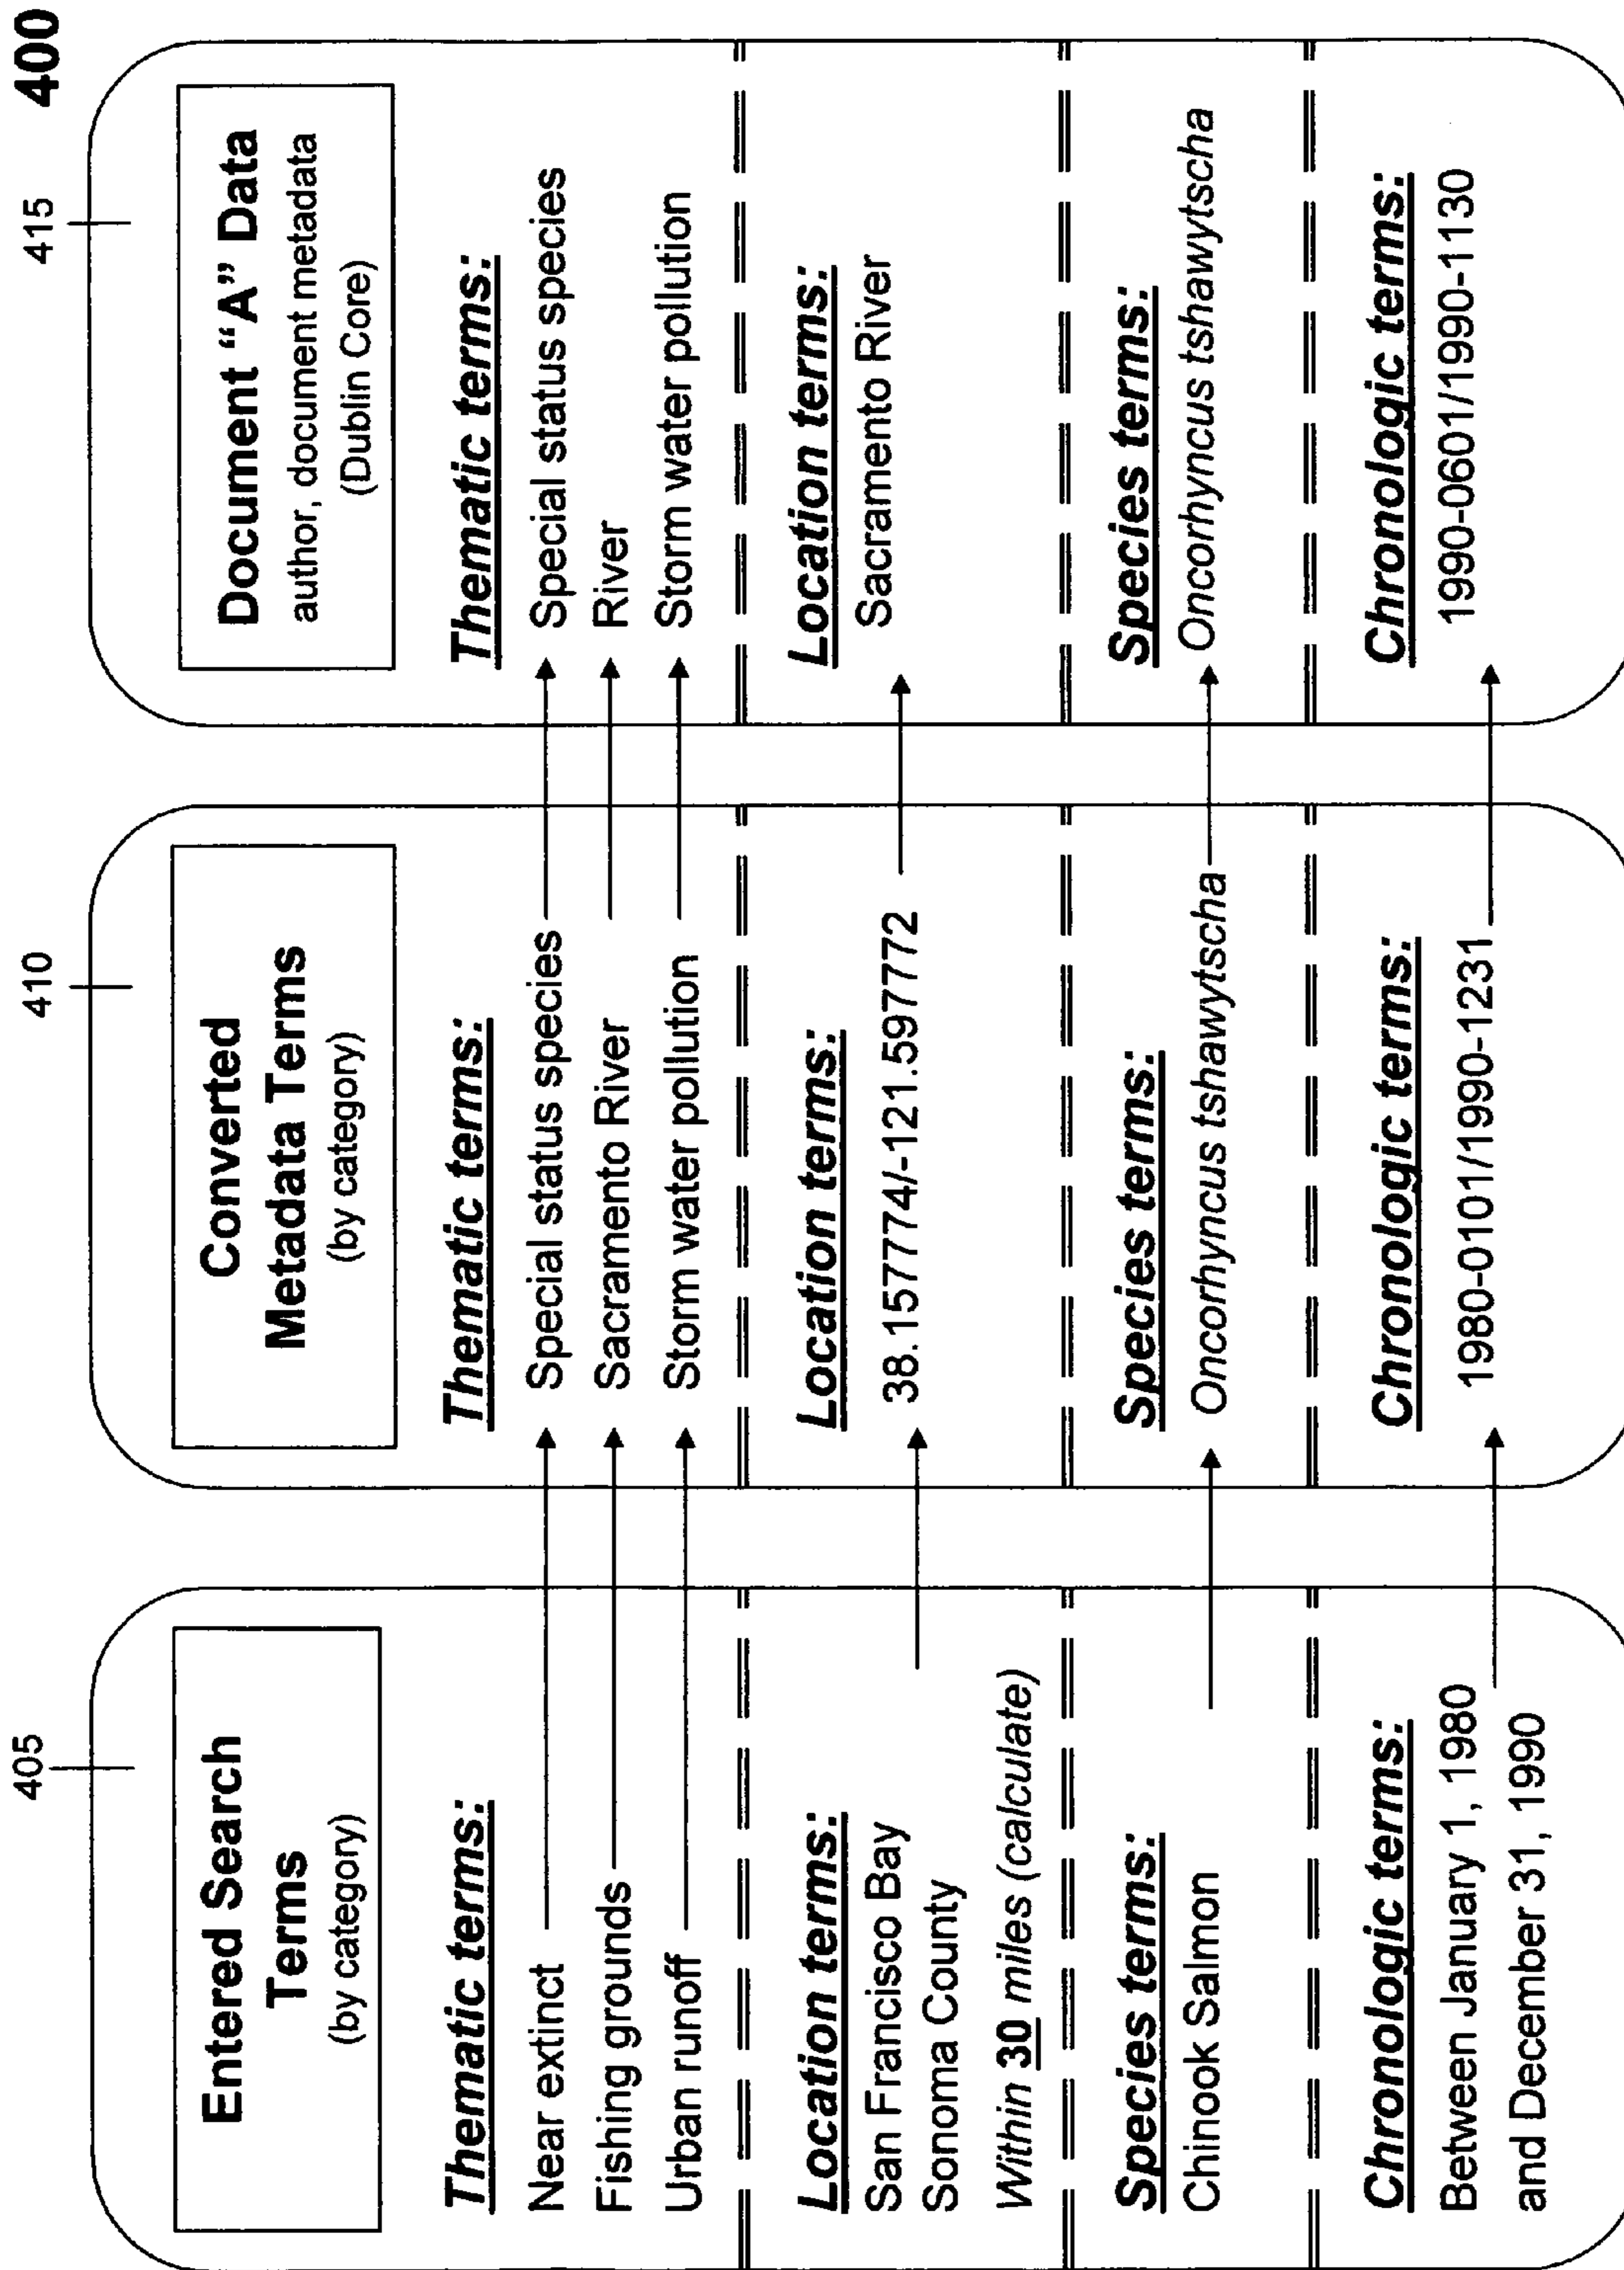 400
405
Entered Search
Terms
(by category)
Thematic terms:
Near extinct
Fishing grounds
Urban runoff
Location terms:
San Francisco Bay
Sonoma County
Within 30 miles (calculate)
Species terms:
Chinook Salmon
Chronologic terms:
Between January 1, 1980
and December 31, 1990
410
Converted
Metadata Terms
(by category)
Thematic terms:
Special status species
Sacramento River
Storm water pollution
Location terms:
38.157774/-121.597772
Species terms:
Oncorhyncus tshawytscha
Chronologic terms:
1980-0101/1990-1231
415
Document “A” Data
author, document metadata
(Dublin Core)
Thematic terms:
Special status species
River
Storm water pollution
Location terms:
Sacramento River
Species terms:
Oncorhyncus tshawytscha
Chronologic terms:
1990-0601/1990-1130